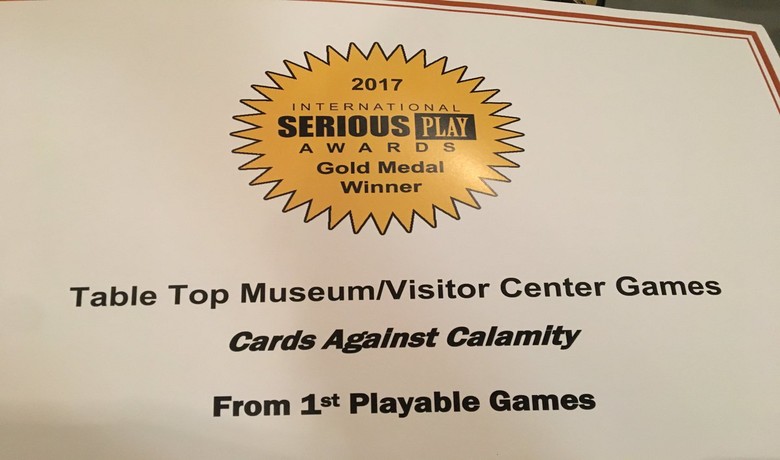 2017
INTERNATIONAL
SERIOUS PLAY
AWARDS
Gold Medal
Winner
Table Top Museum/Visitor Center Games
Cards Against Calamity
From 1st Playable Games